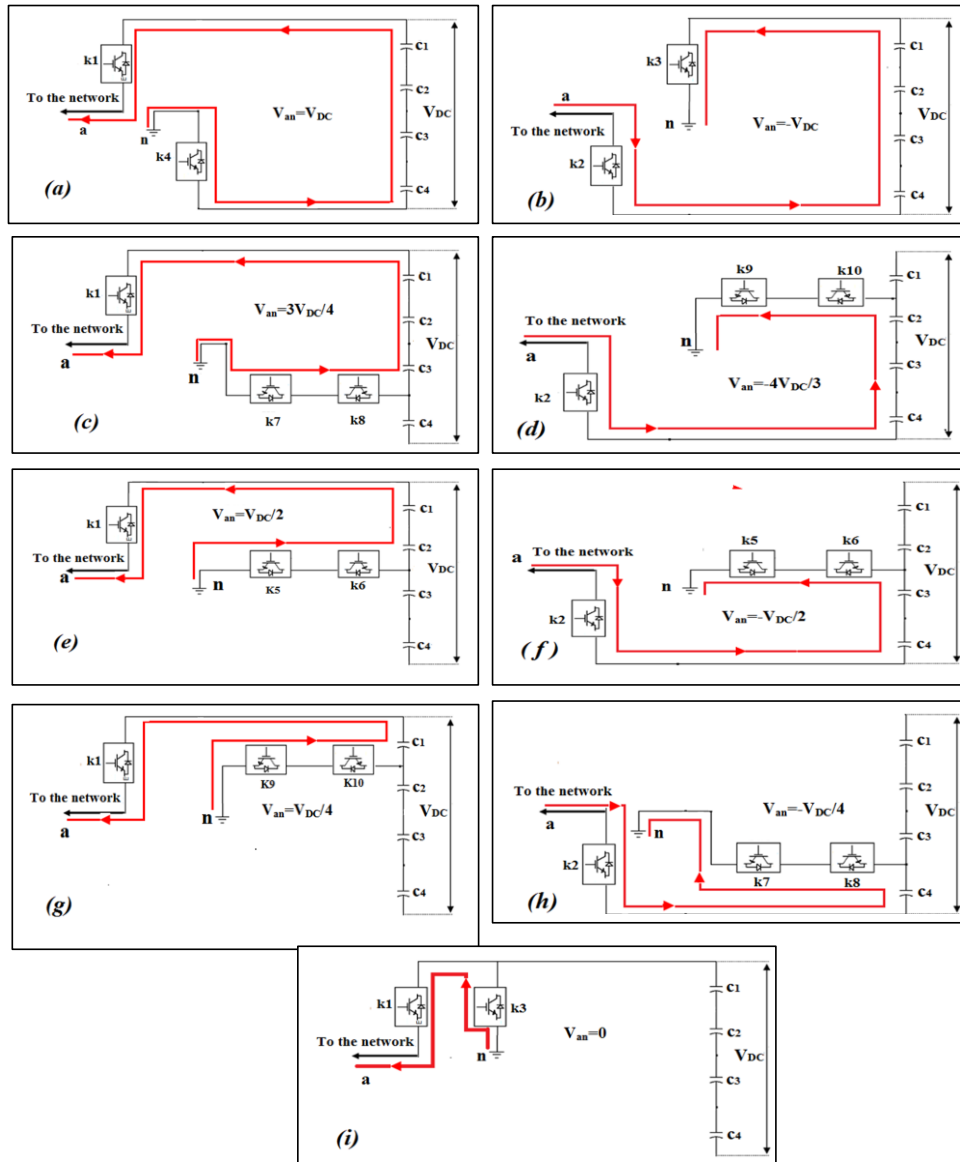 k1
C1
To the network
C2
VDC
Van=VDC
a
n
C3
k4
C4
(a)
k3
C1
a
C2
To the network
n
Van=-VDC
VDC
k2
C3
C4
(b)
k1
C1
Van=3VDC/4
C2
To the network
VDC
a
n
C3
k7
k8
C4
(c)
k9
k10
C1
C2
To the network
n
VDC
a
C3
k2
Van=-4VDC/3
C4
(d)
k1
Van=VDC/2
C1
C2
To the network
VDC
a
n
K5
k6
C3
C4
(e)
C1
k5
k6
C2
a
To the network
n
VDC
k2
Van=-VDC/2
C3
C4
(f)
k1
C1
K9
K10
C2
To the network
n
Van=VDC/4
VDC
a
C3
C4
(g)
C1
C2
To the network
Van=-VDC/4
VDC
a
n
C3
k2
k7
k8
C4
(h)
k1
k3
C1
To the network
n
Van=0
C2
VDC
a
C3
C4
(i)